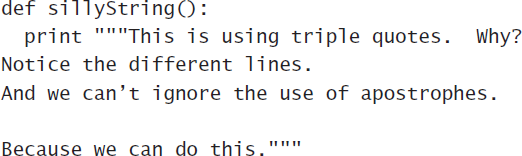 def sillyString():
  print """This is using triple quotes.  Why?
Notice the different lines.
And we can’t ignore the use of apostrophes.

Because we can do this."""